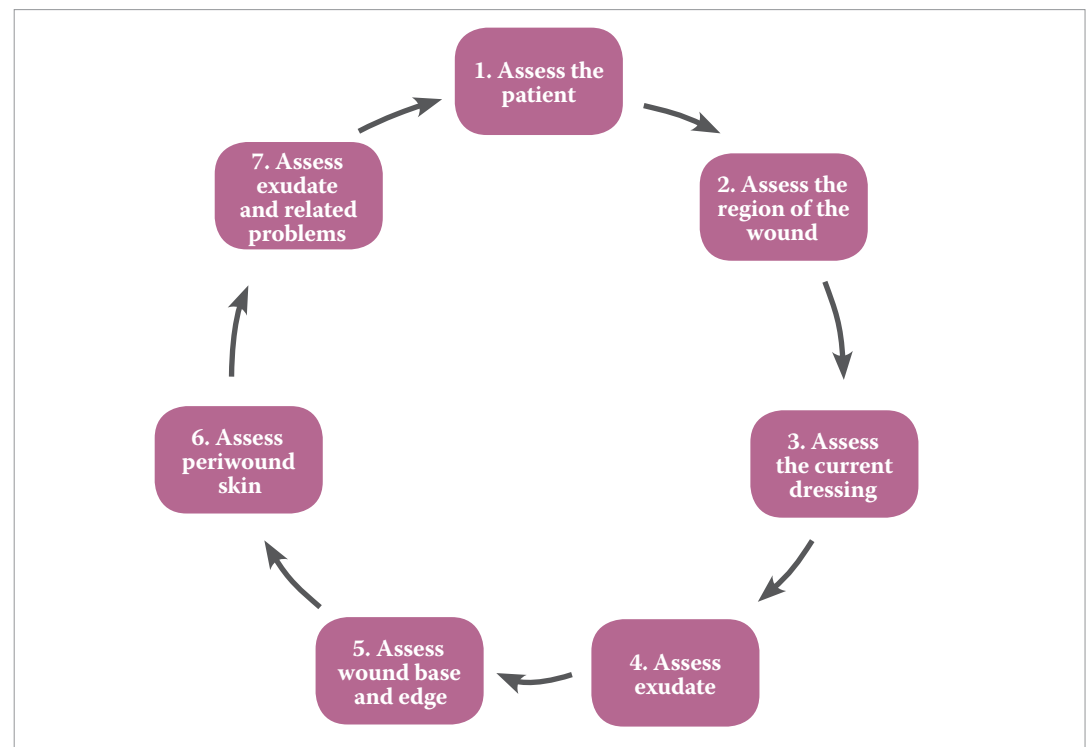 1. Assess the
patient
2. Assess the
region of the
wound
3. Assess
the current
dressing
4. Assess
exudate
5. Assess
wound base
and edge
6. Assess
periwound
skin
7. Assess
exudate
and related
problems